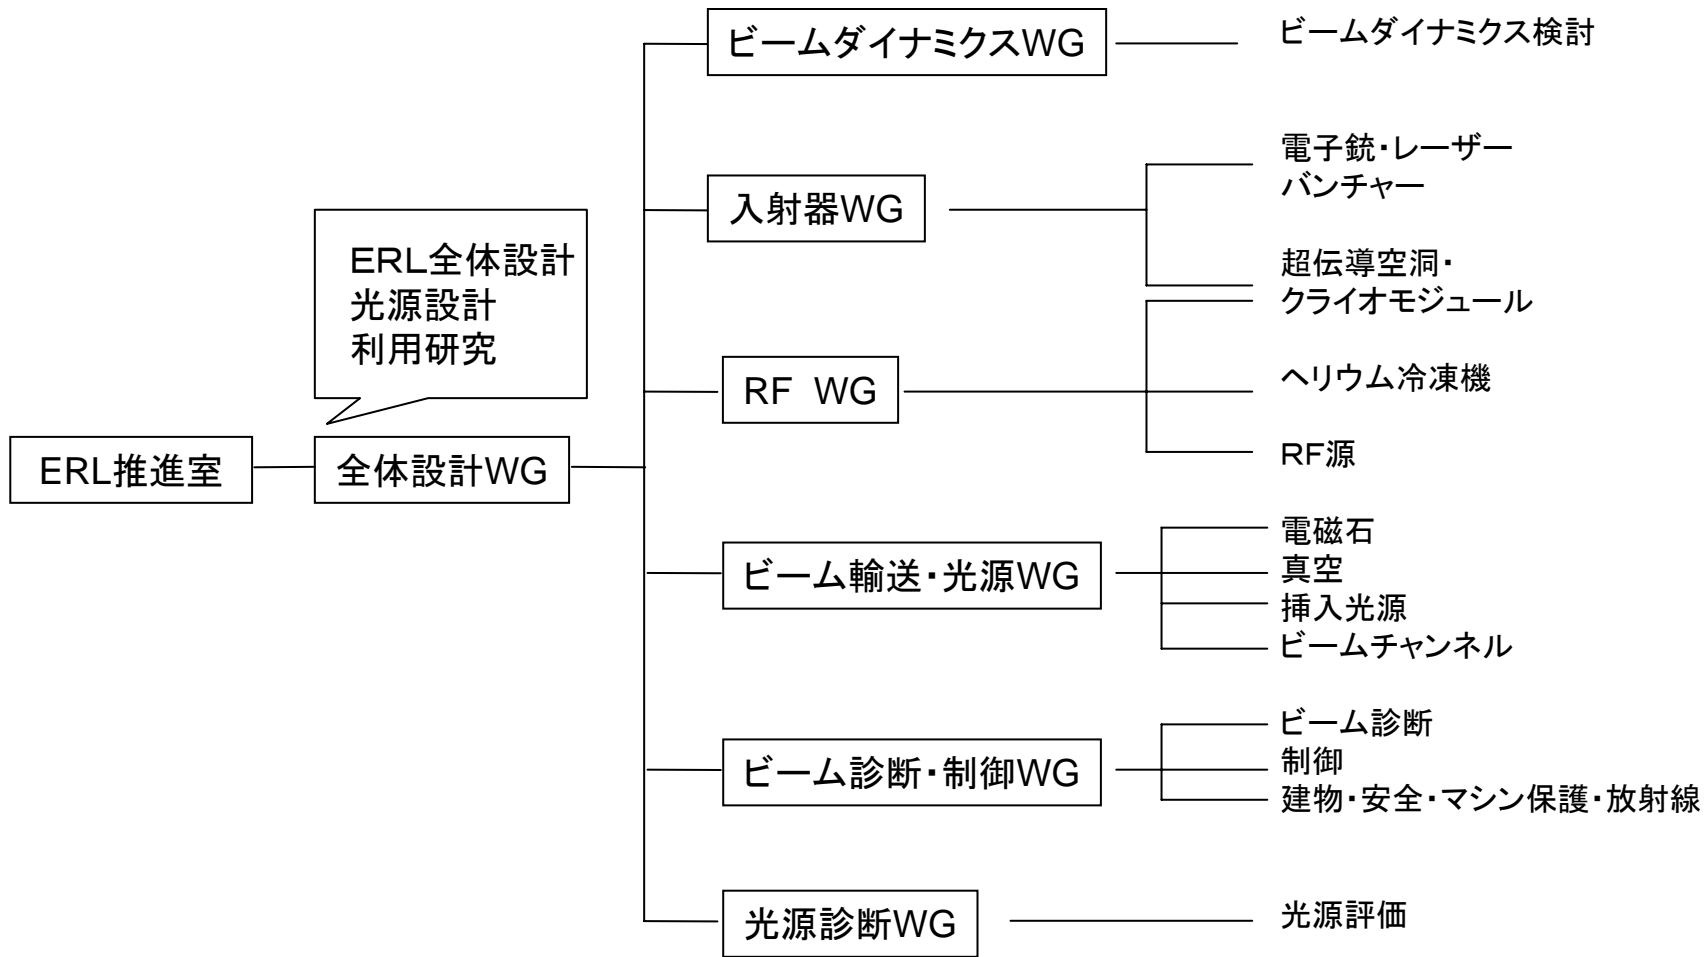 ビームダイナミクスWG
ビームダイナミクス検討
入射器WG
電子銃・レーザー
バンチャー
超伝導空洞・
クライオモジュール
ERL全体設計
光源設計
利用研究
RF WG
ヘリウム冷凍機
RF源
ERL推進室
全体設計WG
ビーム輸送・光源WG
電磁石
真空
挿入光源
ビームチャンネル
ビーム診断・制御WG
ビーム診断
制御
建物・安全・マシン保護・放射線
光源診断WG
光源評価